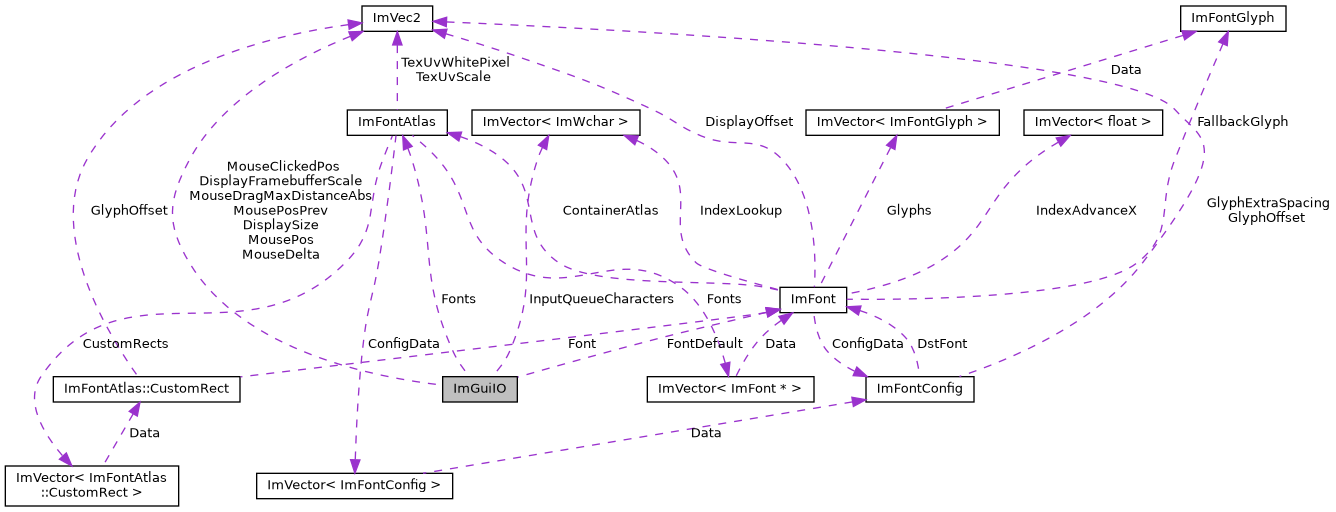 ImVec2
ImFontGlyph
TexUvWhitePixel
TexUvScale
Data
ImFontAtlas
ImVector< ImWchar >
DisplayOffset
ImVector< ImFontGlyph >
ImVector< float >
FallbackGlyph
MouseClickedPos
DisplayFramebufferScale
MouseDragMaxDistanceAbs
MousePosPrev
DisplaySize
MousePos
MouseDelta
GlyphOffset
ContainerAtlas
IndexLookup
Glyphs
IndexAdvanceX
GlyphExtraSpacing
GlyphOffset
Fonts
InputQueueCharacters
Fonts
ImFont
CustomRects
ConfigData
Font
FontDefault
Data
ConfigData
DstFont
ImFontAtlas::CustomRect
ImGuiIO
ImVector< ImFont * >
ImFontConfig
Data
Data
ImVector< ImFontAtlas
::CustomRect >
ImVector< ImFontConfig >